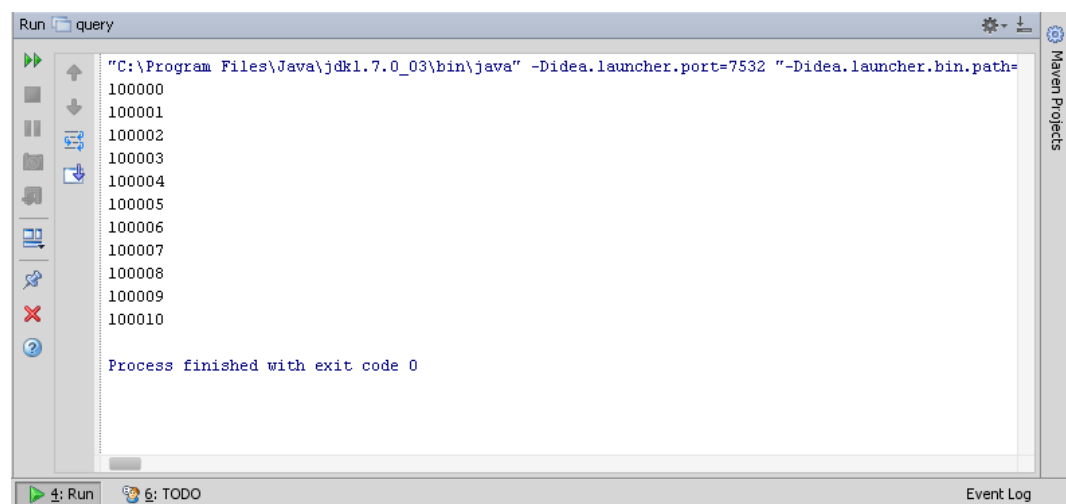 Run query
"C:\Program Files\Java\jdk1.7.0_03\bin\java" -Didea.launcher.port=7532 "-Didea.launcher.bin.path=
100000
100001
100002
100003
100004
100005
100006
100007
100008
100009
100010
Process finished with exit code 0
Maven Projects
4: Run 6: TODO Event Log